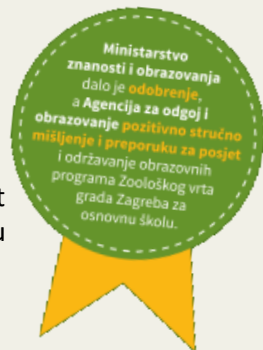 Ministarstvo
znanosti i obrazovanja
dalo je odobrenje,
a Agencija za odgoj i
obrazovanje pozitivno stručno
mišljenje i preporuku za posjet
i održavanje obrazovnih
programa Zoološkog vrta
grada Zagreba za
osnovnu školu.
t
u